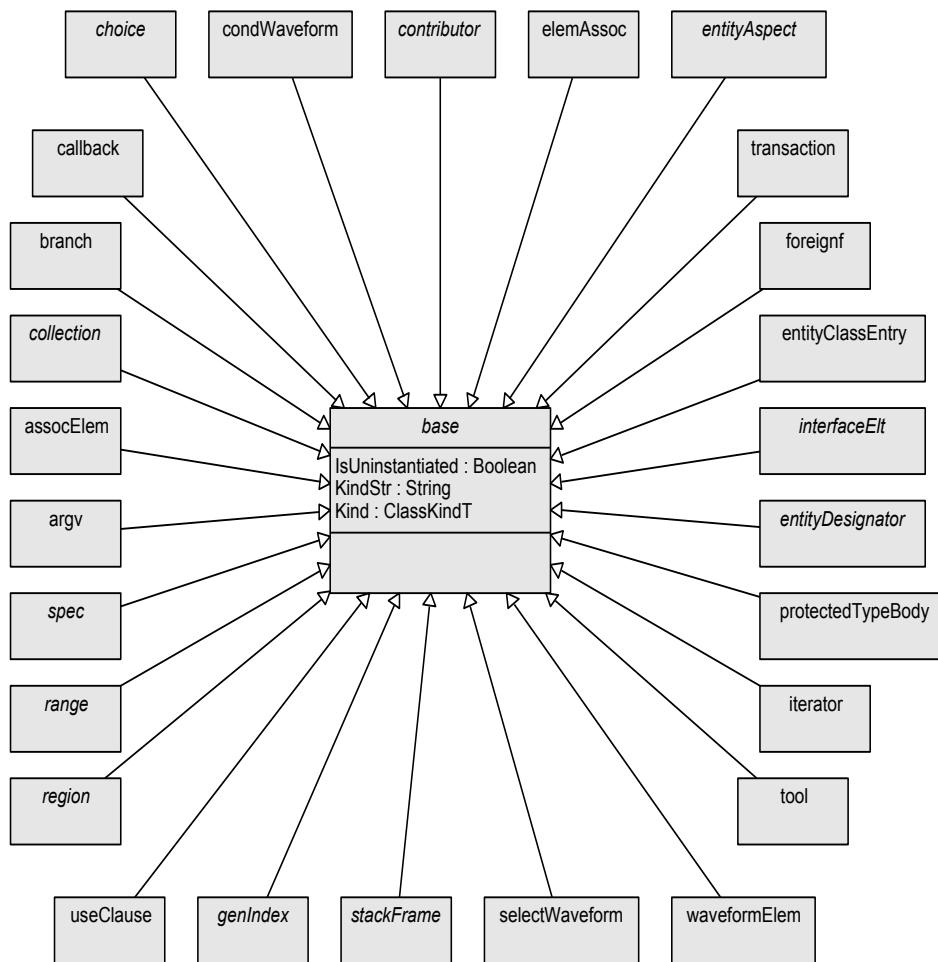 choice
condWaveform
contributor
elemAssoc
entityAspect
callback
transaction
branch
foreignf
collection
entityClassEntry
base
IsUninstantiated : Boolean
KindStr : String
Kind : ClassKindT
assocElem
interfaceElt
argv
entityDesignator
spec
protectedTypeBody
range
iterator
region
tool
useClause
genIndex
stackFrame
selectWaveform
waveformElem